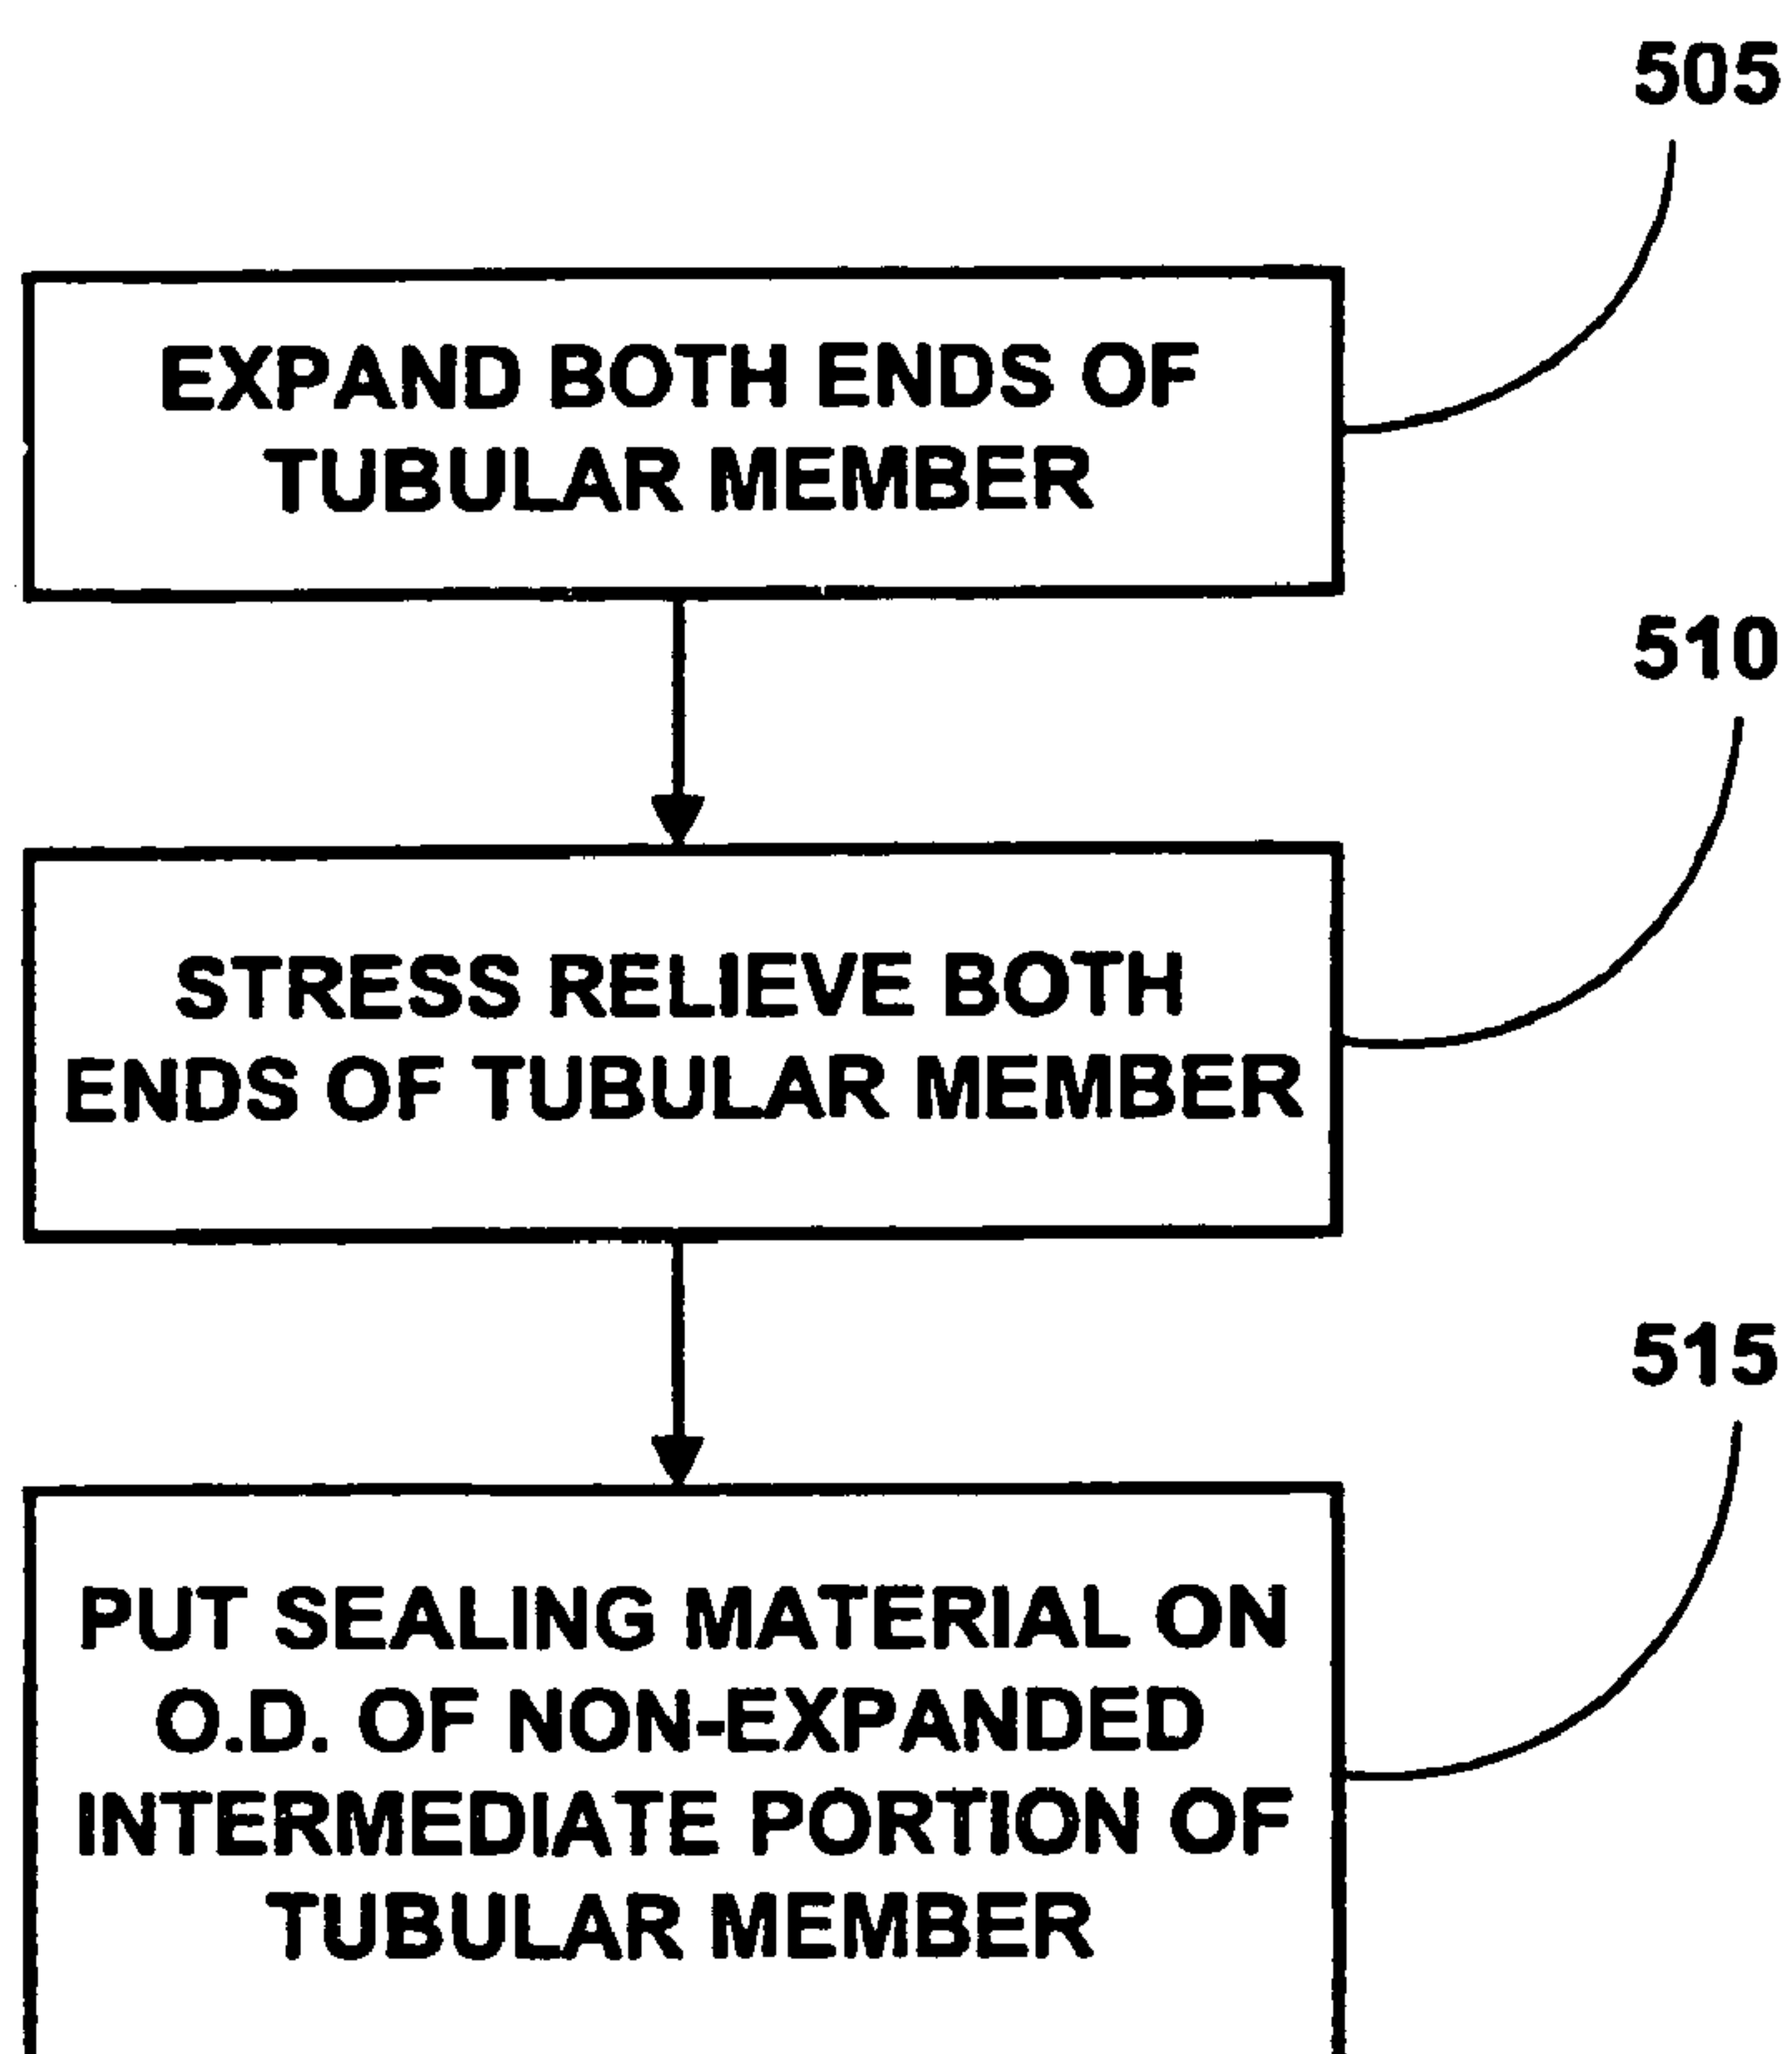 505
EXPAND BOTH ENDS OF
TUBULAR MEMBER
510
STRESS RELIEVE BOTH
ENDS OF TUBULAR MEMBER
515
PUT SEALING MATERIAL ON
O.D. OF NON-EXPANDED
INTERMEDIATE PORTION OF
TUBULAR MEMBER